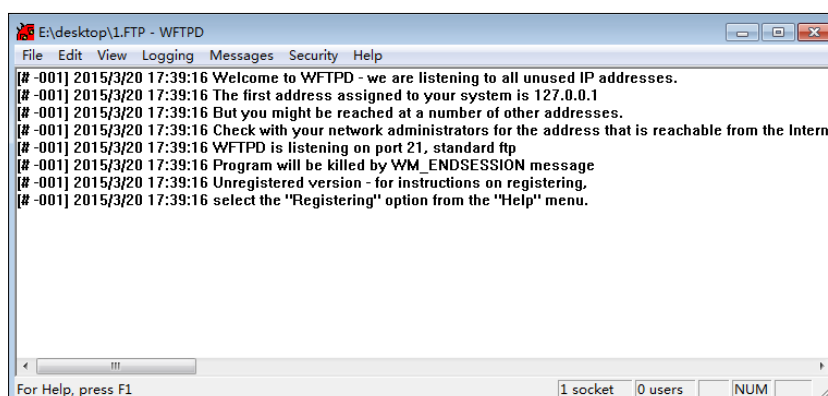 E:\desktop\1.FTP - WFTPD
File Edit View Logging Messages Security Help
[# -001] 2015/3/20 17:39:16 Welcome to WFTPD - we are listening to all unused IP addresses.
[# -001] 2015/3/20 17:39:16 The first address assigned to your system is 127.0.0.1
[# -001] 2015/3/20 17:39:16 But you might be reached at a number of other addresses.
[# -001] 2015/3/20 17:39:16 Check with your network administrators for the address that is reachable from the Intern
[# -001] 2015/3/20 17:39:16 WFTPD is listening on port 21, standard ftp
[# -001] 2015/3/20 17:39:16 Program will be killed by WM_ENDSESSION message
[# -001] 2015/3/20 17:39:16 Unregistered version - for instructions on registering,
[# -001] 2015/3/20 17:39:16 select the "Registering" option from the "Help" menu.
For Help, press F1 1 socket 0 users NUM